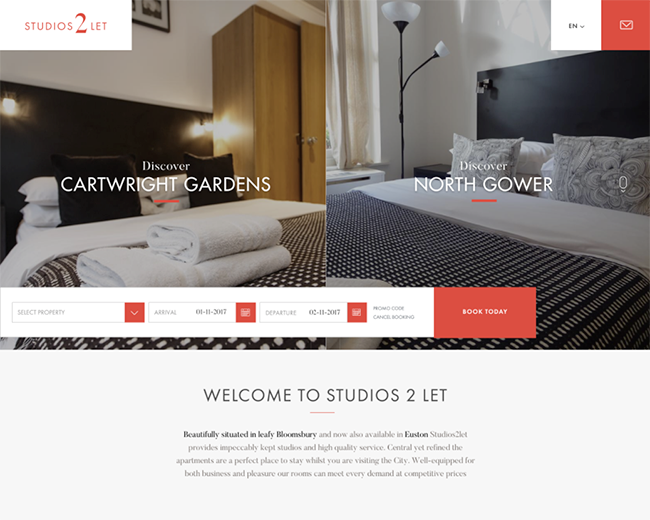 STUDIOS 2 LET
EN
Discover
CARTWRIGHT GARDENS
Discover
NORTH GOWER
SELECT PROPERTY
ARRIVAL 01-11-2017
DEPARTURE 02-11-2017
PROMO CODE
CANCEL BOOKING
BOOK TODAY
WELCOME TO STUDIOS 2 LET
Beautifully situated in leafy Bloomsbury and now also available in Euston Studios2let
provides impeccably kept studios and high quality service. Central yet refined the
apartments are a perfect place to stay whilst you are visiting the City. Well-equipped for
both business and pleasure our rooms can meet every demand at competitive prices